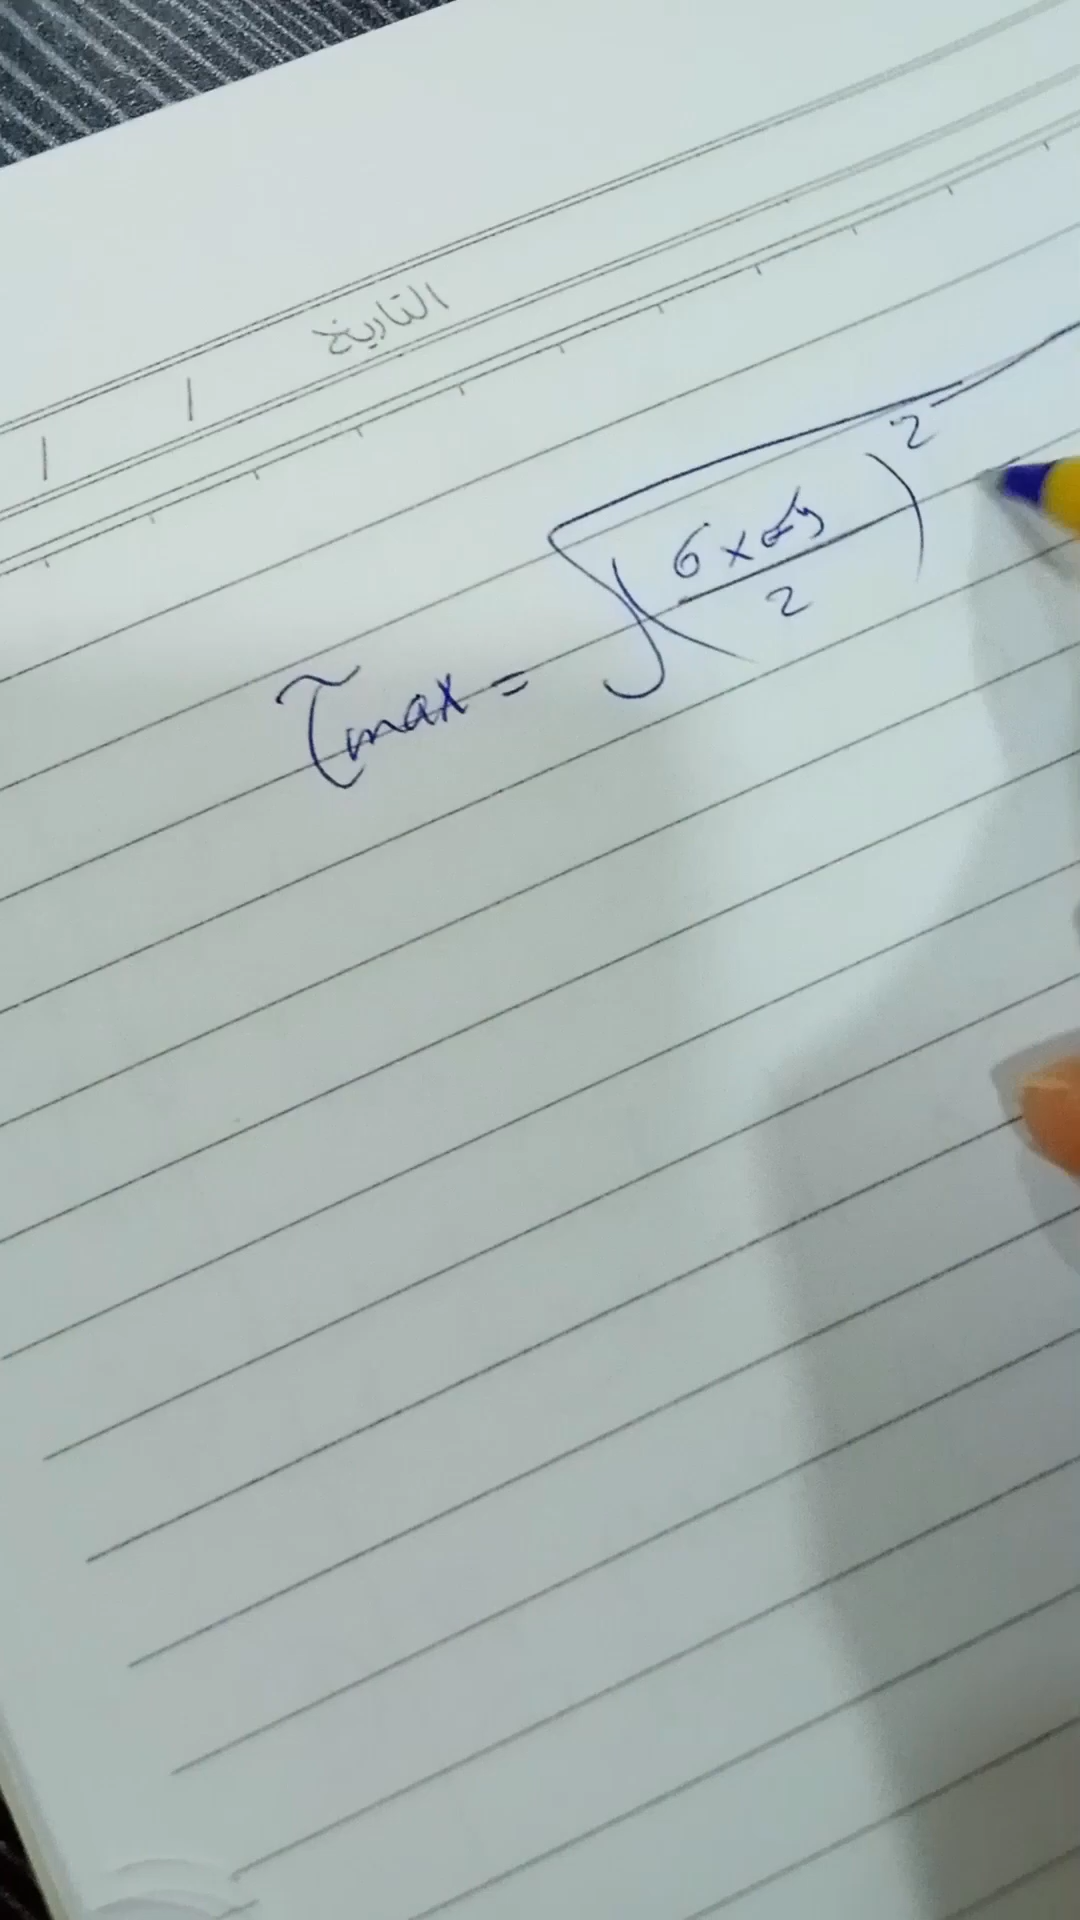 التاريخ / /
τmax = √((σx σy)/2)²